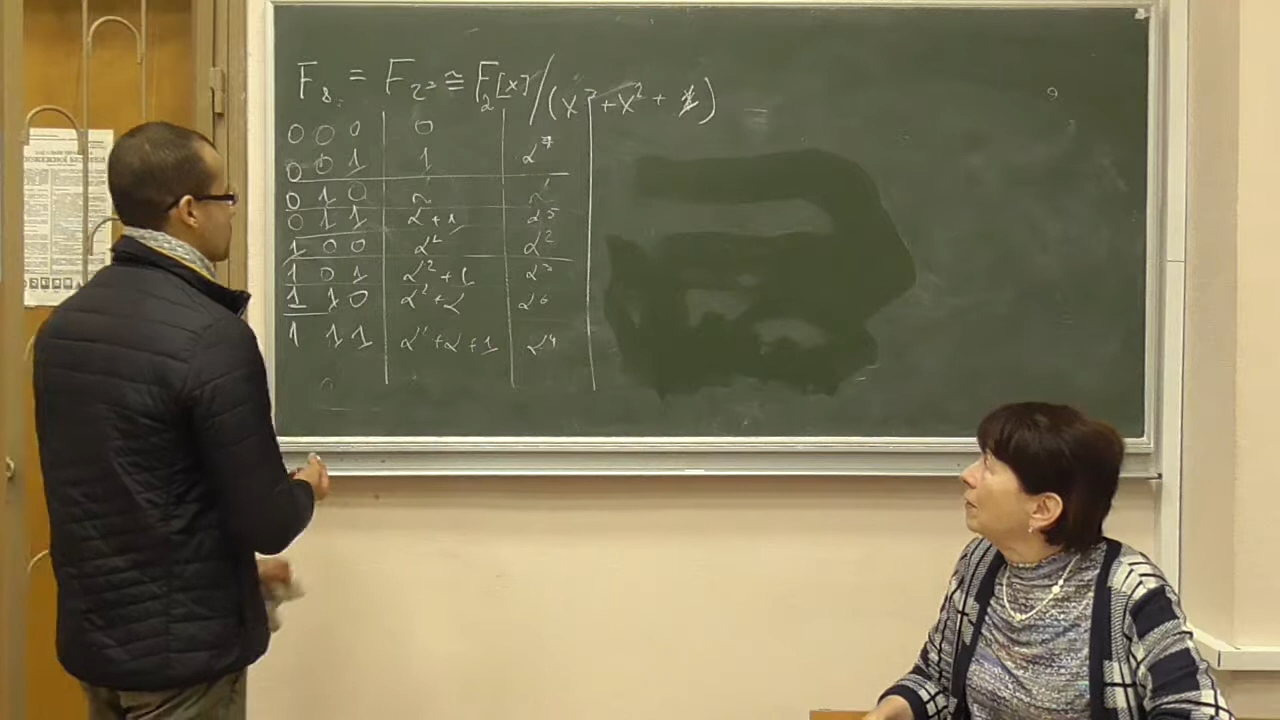 F₈ = F₂³ ≅ F₂[x]/(x³ + x² + 1)
0 0 0 | 0 |
0 0 1 | 1 | α⁷
0 1 0 | α | α¹
0 1 1 | α + 1 | α⁵
1 0 0 | α² | α²
1 0 1 | α² + 1 | α³
1 1 0 | α² + α | α⁶
1 1 1 | α² + α + 1 | α⁴